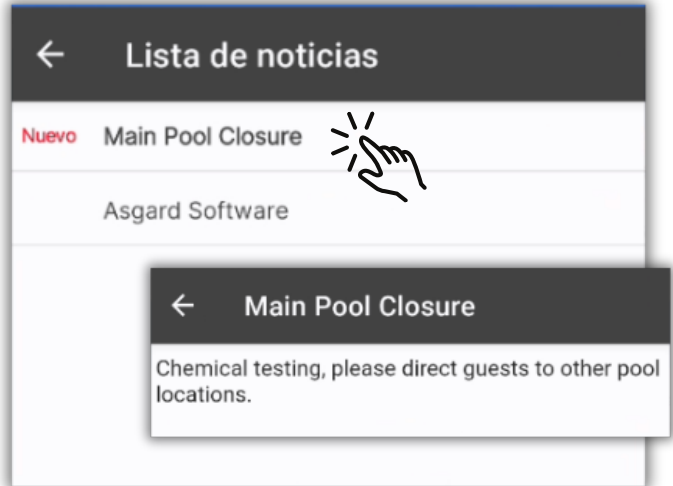 Lista de noticias
Nuevo Main Pool Closure
Asgard Software
Main Pool Closure
Chemical testing, please direct guests to other pool
locations.